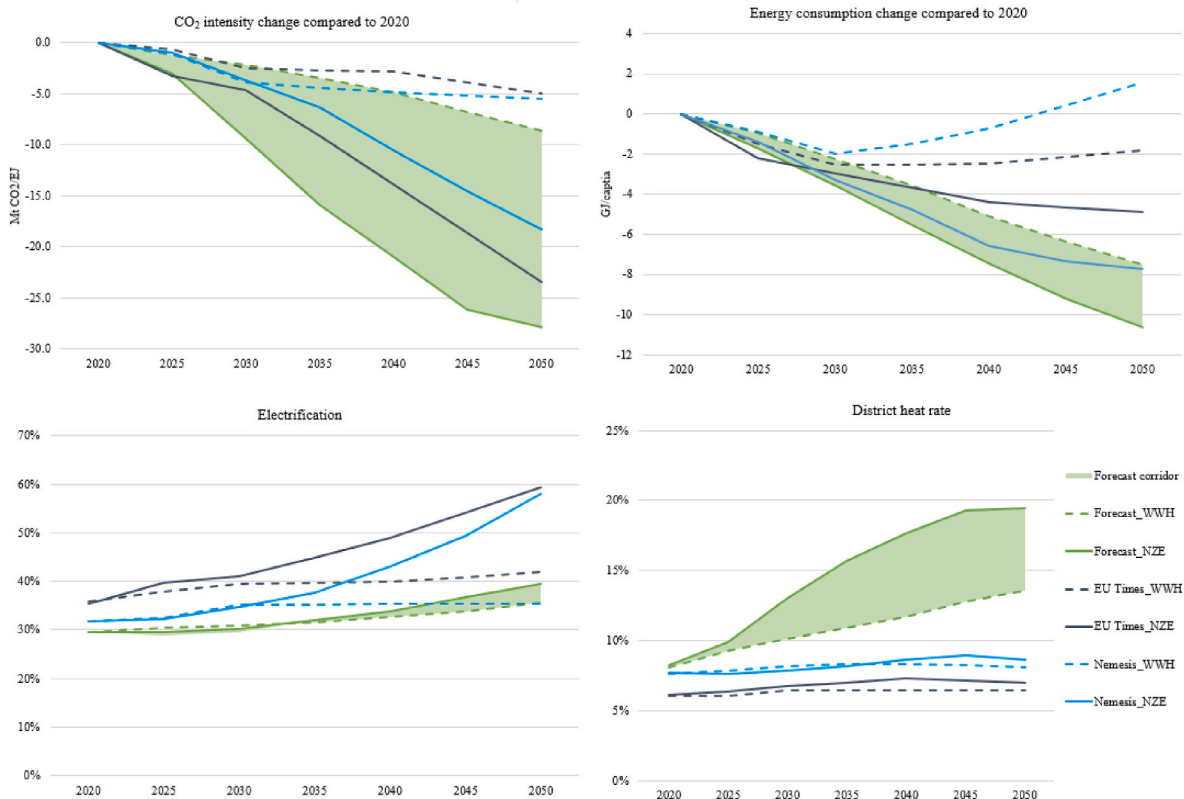 CO₂ intensity change compared to 2020
0.0
-5.0
-10.0
-15.0
-20.0
-25.0
-30.0
Mt CO2/EJ
2020 2025 2030 2035 2040 2045 2050
Energy consumption change compared to 2020
4
2
0
-2
-4
-6
-8
-10
-12
GJ/captia
2020 2025 2030 2035 2040 2045 2050
Electrification
70%
60%
50%
40%
30%
20%
10%
0%
2020 2025 2030 2035 2040 2045 2050
District heat rate
25%
20%
15%
10%
5%
0%
2020 2025 2030 2035 2040 2045 2050
Forecast corridor
Forecast_WWH
Forecast_NZE
EU Times_WWH
EU Times_NZE
Nemesis_WWH
Nemesis_NZE